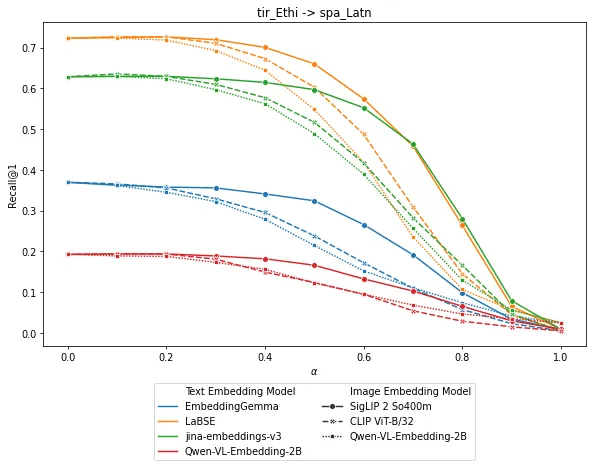 tir_Ethi -> spa_Latn
0.7
0.6
0.5
0.4
0.3
0.2
0.1
0.0
Recall@1
0.0 0.2 0.4 0.6 0.8 1.0
α
Text Embedding Model Image Embedding Model
EmbeddingGemma SigLIP 2 So400m
LaBSE CLIP ViT-B/32
jina-embeddings-v3 Qwen-VL-Embedding-2B
Qwen-VL-Embedding-2B